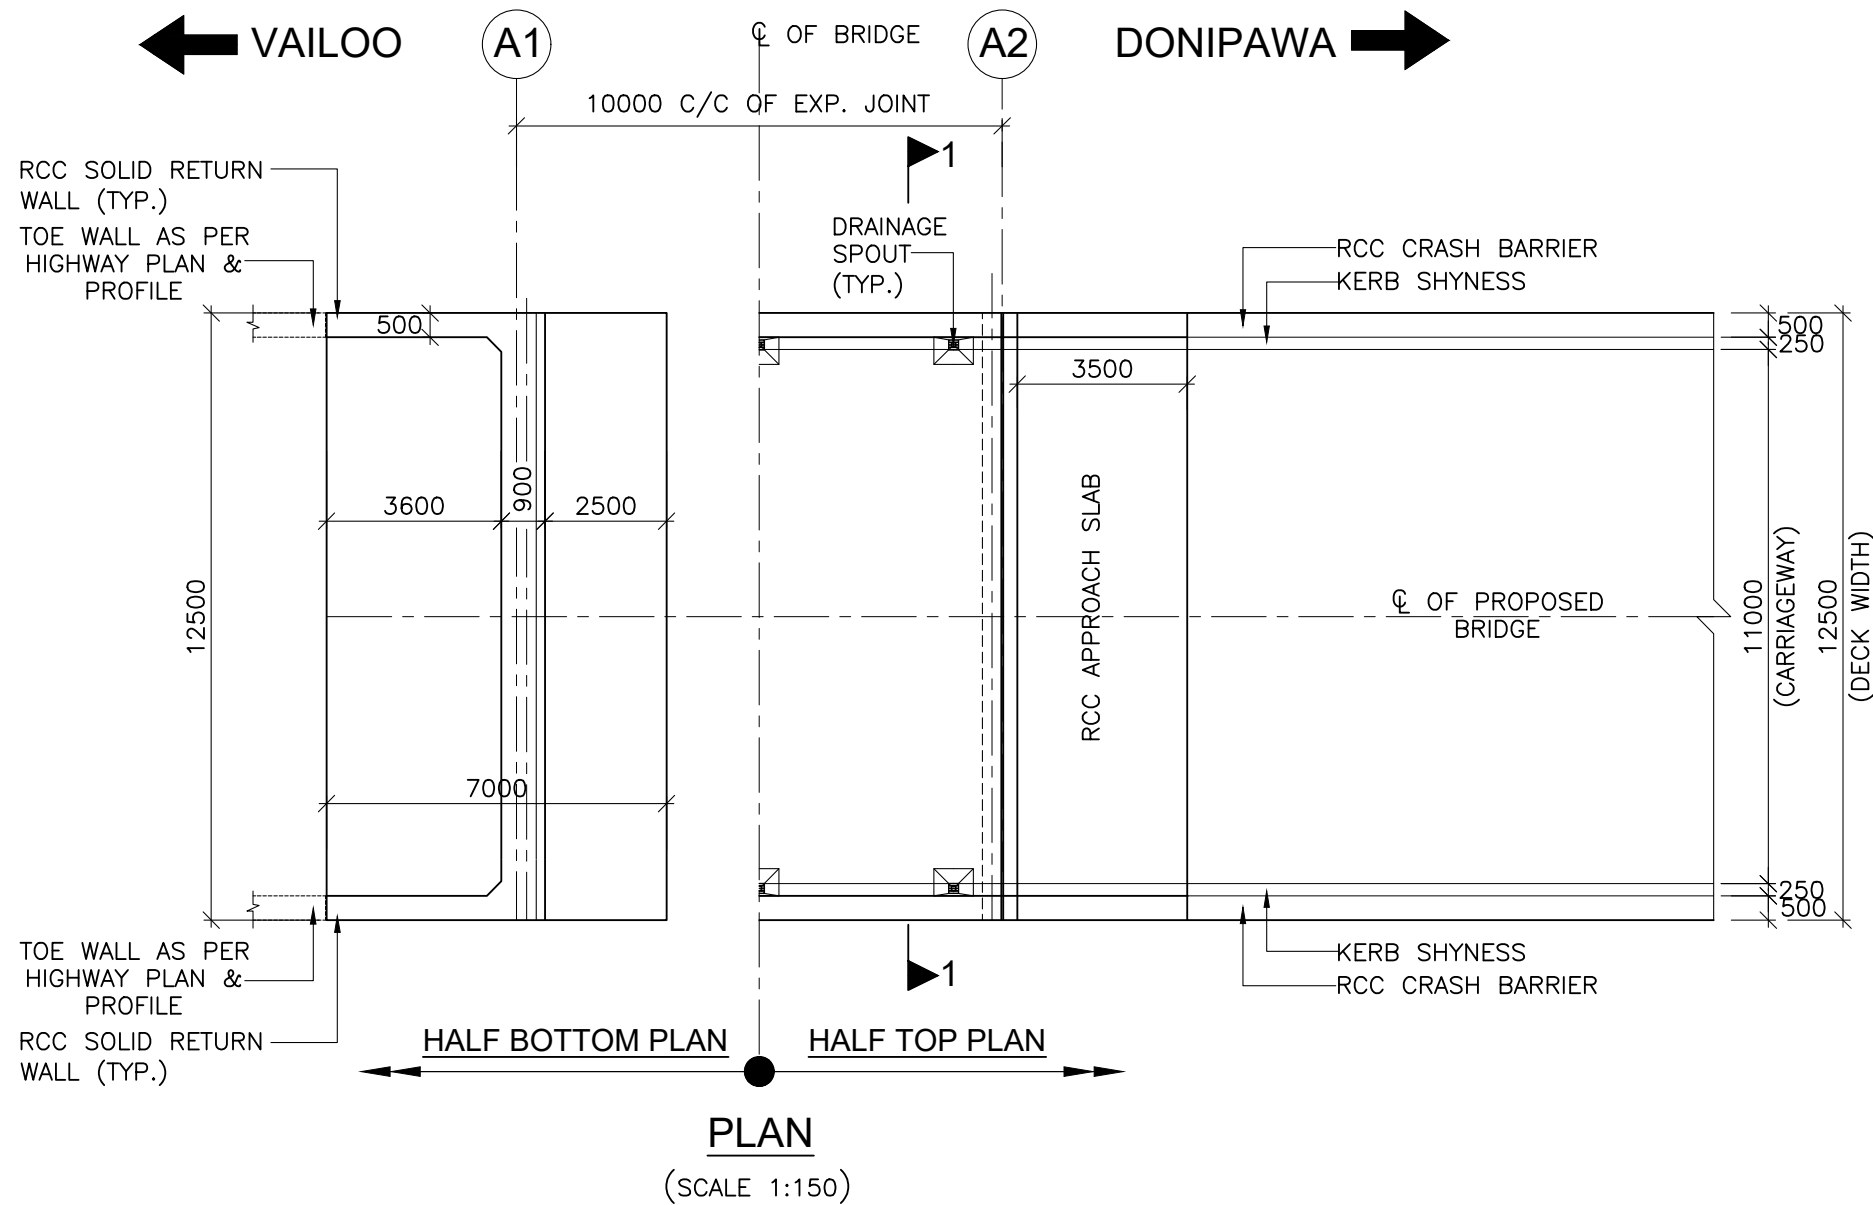 VAILOO
A1
℄ OF BRIDGE
A2
DONIPAWA
10000 C/C OF EXP. JOINT
1
RCC SOLID RETURN
WALL (TYP.)
TOE WALL AS PER
HIGHWAY PLAN &
PROFILE
DRAINAGE
SPOUT
(TYP.)
RCC CRASH BARRIER
KERB SHYNESS
500
500
250
3500
3600
900
2500
12500
RCC APPROACH SLAB
℄ OF PROPOSED
BRIDGE
11000
(CARRIAGEWAY)
12500
(DECK WIDTH)
7000
250
500
TOE WALL AS PER
HIGHWAY PLAN &
PROFILE
RCC SOLID RETURN
WALL (TYP.)
1
KERB SHYNESS
RCC CRASH BARRIER
HALF BOTTOM PLAN
HALF TOP PLAN
PLAN
(SCALE 1:150)